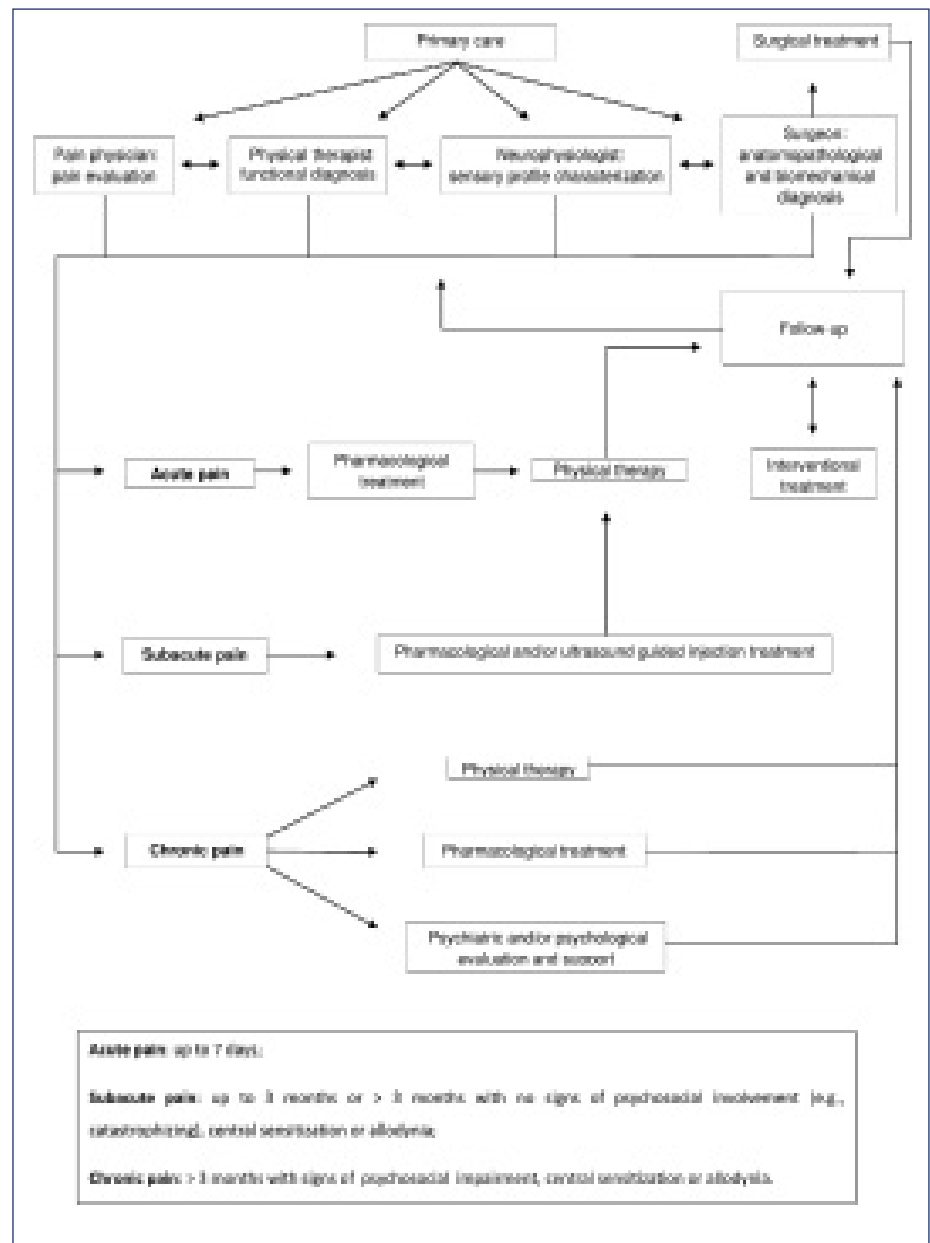 Primary care
Surgical treatment
Pain physician:
pain evaluation
Physical therapist
functional diagnosis
Neurophysiologist:
sensory profile characterization
Surgeon:
anatomopathological
and biomechanical
diagnosis
Follow-up
Acute pain
Pharmacological
treatment
Physical therapy
Interventional
treatment
Subacute pain
Pharmacological and/or ultrasound guided injection treatment
Physical therapy
Chronic pain
Pharmacological treatment
Psychiatric and/or psychological
evaluation and support
Acute pain: up to 7 days;
Subacute pain: up to 3 months or > 3 months with no signs of psychosocial involvement (e.g.,
catastrophizing), central sensitization or allodynia;
Chronic pain: > 3 months with signs of psychosocial impairment, central sensitization or allodynia.